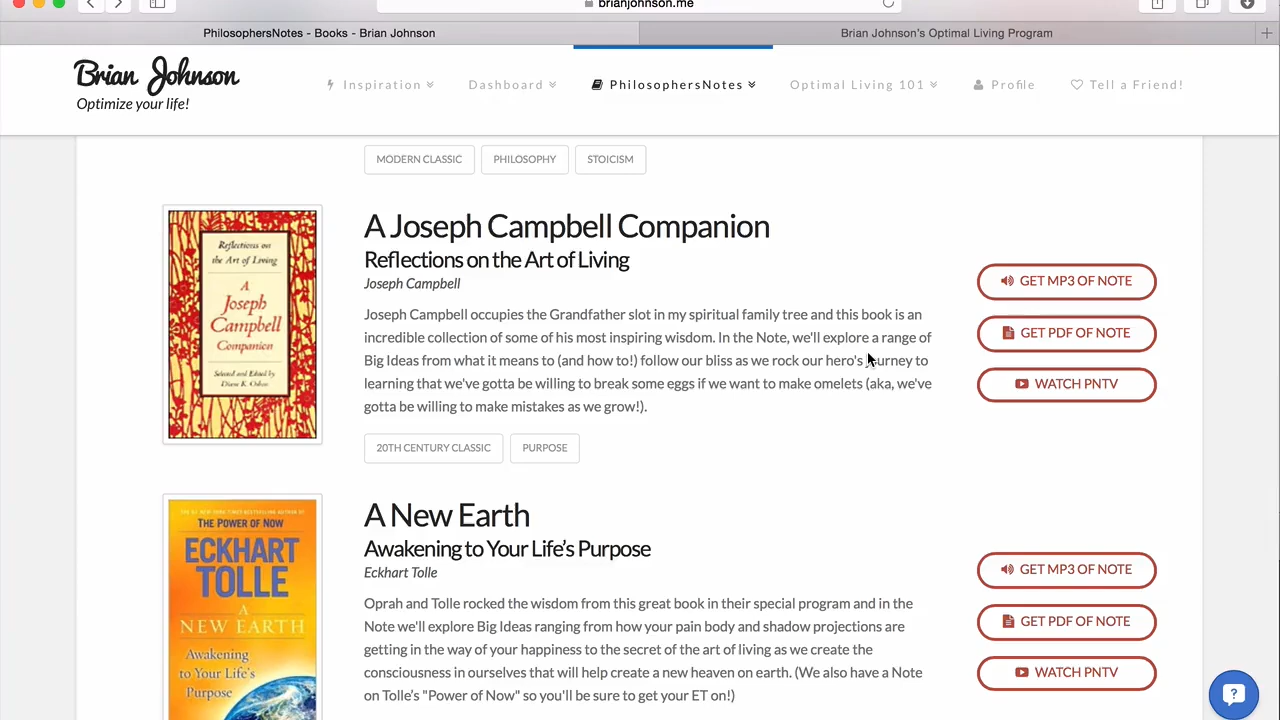 brianjohnson.me
PhilosophersNotes - Books - Brian Johnson
Brian Johnson's Optimal Living Program
Brian Johnson
Optimize your life!
Inspiration
Dashboard
PhilosophersNotes
Optimal Living 101
Profile
Tell a Friend!
MODERN CLASSIC
PHILOSOPHY
STOICISM
Reflections on
the Art of Living
A
Joseph
Campbell
Companion
Selected and Edited by
Diane K. Osbon
A Joseph Campbell Companion
Reflections on the Art of Living
Joseph Campbell
Joseph Campbell occupies the Grandfather slot in my spiritual family tree and this book is an
incredible collection of some of his most inspiring wisdom. In the Note, we'll explore a range of
Big Ideas from what it means to (and how to!) follow our bliss as we rock our hero's journey to
learning that we've gotta be willing to break some eggs if we want to make omelets (aka, we've
gotta be willing to make mistakes as we grow!).
20TH CENTURY CLASSIC
PURPOSE
GET MP3 OF NOTE
GET PDF OF NOTE
WATCH PNTV
THE POWER OF NOW
ECKHART
TOLLE
A
NEW EARTH
Awakening
to Your Life's
Purpose
A New Earth
Awakening to Your Life's Purpose
Eckhart Tolle
Oprah and Tolle rocked the wisdom from this great book in their special program and in the
Note we'll explore Big Ideas ranging from how your pain body and shadow projections are
getting in the way of your happiness to the secret of the art of living as we create the
consciousness in ourselves that will help create a new heaven on earth. (We also have a Note
on Tolle's "Power of Now" so you'll be sure to get your ET on!)
GET MP3 OF NOTE
GET PDF OF NOTE
WATCH PNTV